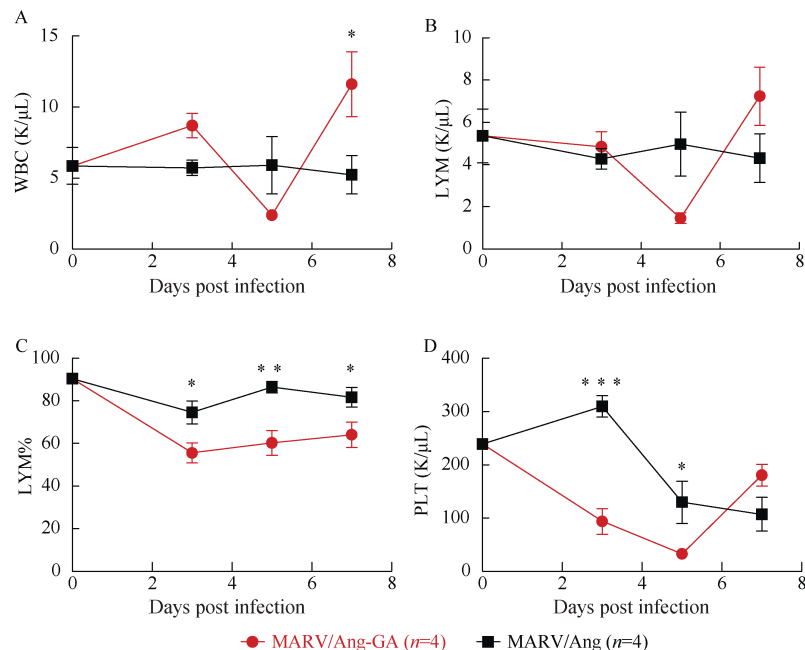 A
WBC (K/μL)
15
10
5
0
0 2 4 6 8
Days post infection
*
B
LYM (K/μL)
10
8
6
4
2
0
0 2 4 6 8
Days post infection
C
LYM%
100
80
60
40
20
0
0 2 4 6 8
Days post infection
*
* *
*
D
PLT (K/μL)
400
300
200
100
0
0 2 4 6 8
Days post infection
* * *
*
MARV/Ang-GA (n=4) MARV/Ang (n=4)